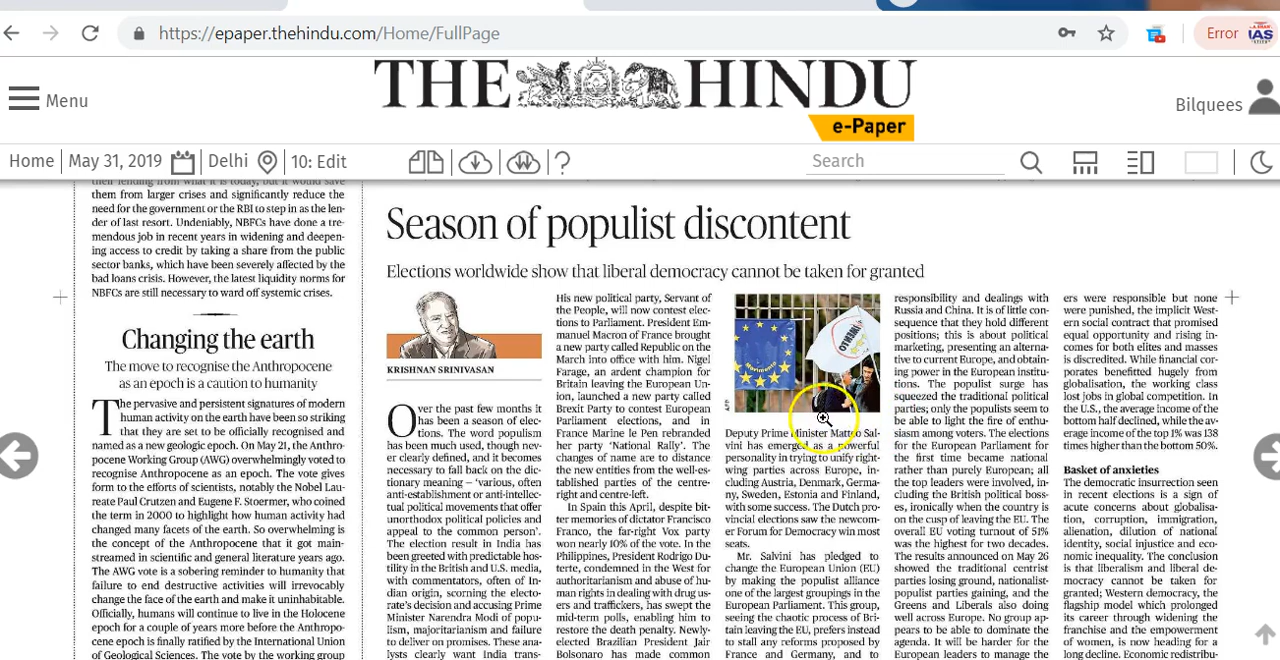 https://epaper.thehindu.com/Home/FullPage
Error
IAS
Menu
THE HINDU
e-Paper
Bilquees
Home
May 31, 2019
Delhi
10: Edit
?
Search
their lending from what it is today, but it would save
them from larger crises and significantly reduce the
need for the government or the RBI to step in as the len-
der of last resort. Undeniably, NBFCs have done a tre-
mendous job in recent years in widening and deepen-
ing access to credit by taking a share from the public
sector banks, which have been severely affected by the
bad loans crisis. However, the latest liquidity norms for
NBFCs are still necessary to ward off systemic crises.
Changing the earth
The move to recognise the Anthropocene
as an epoch is a caution to humanity
The pervasive and persistent signatures of modern
human activity on the earth have been so striking
that they are set to be officially recognised and
named as a new geologic epoch. On May 21, the Anthro-
pocene Working Group (AWG) overwhelmingly voted to
recognise Anthropocene as an epoch. The vote gives
form to the efforts of scientists, notably the Nobel Lau-
reate Paul Crutzen and Eugene F. Stoermer, who coined
the term in 2000 to highlight how human activity had
changed many facets of the earth. So overwhelming is
the concept of the Anthropocene that it got main-
streamed in scientific and general literature years ago.
The AWG vote is a sobering reminder to humanity that
failure to end destructive activities will irrevocably
change the face of the earth and make it uninhabitable.
Officially, humans will continue to live in the Holocene
epoch for a couple of years more before the Anthropo-
cene epoch is finally ratified by the International Union
of Geological Sciences. The vote by the working group
Season of populist discontent
Elections worldwide show that liberal democracy cannot be taken for granted
KRISHNAN SRINIVASAN
Over the past few months it
has been a season of elec-
tions. The word populism
has been much used, though nev-
er clearly defined, and it becomes
necessary to fall back on the dic-
tionary meaning – 'various, often
anti-establishment or anti-intellec-
tual political movements that offer
unorthodox political policies and
appeal to the common person'.
The election result in India has
been greeted with predictable hos-
tility in the British and U.S. media,
with commentators, often of In-
dian origin, scorning the electo-
rate's decision and accusing Prime
Minister Narendra Modi of popu-
lism, majoritarianism and failure
to deliver on promises. These ana-
lysts clearly want India trans-
His new political party, Servant of
the People, will now contest elec-
tions to Parliament. President Em-
manuel Macron of France brought
a new party called Republic on the
March into office with him. Nigel
Farage, an ardent champion for
Britain leaving the European Un-
ion, launched a new party called
Brexit Party to contest European
Parliament elections, and in
France Marine le Pen rebranded
her party 'National Rally'. The
changes of name are to distance
the new entities from the well-es-
tablished parties of the centre-
right and centre-left.
In Spain this April, despite bit-
ter memories of dictator Francisco
Franco, the far-right Vox party
won nearly 10% of the vote. In the
Philippines, President Rodrigo Du-
terte, condemned in the West for
authoritarianism and abuse of hu-
man rights in dealing with drug us-
ers and traffickers, has swept the
mid-term polls, enabling him to
restore the death penalty. Newly-
elected Brazilian President Jair
Bolsonaro has made common
AFP
Deputy Prime Minister Matteo Sal-
vini has emerged as a powerful
personality in trying to unify right-
wing parties across Europe, in-
cluding Austria, Denmark, Germa-
ny, Sweden, Estonia and Finland,
with some success. The Dutch pro-
vincial elections saw the newcom-
er Forum for Democracy win most
seats.
Mr. Salvini has pledged to
change the European Union (EU)
by making the populist alliance
one of the largest groupings in the
European Parliament. This group,
seeing the chaotic process of Bri-
tain leaving the EU, prefers instead
to stall any reforms proposed by
France and Germany, and to
responsibility and dealings with
Russia and China. It is of little con-
sequence that they hold different
positions; this is about political
marketing, presenting an alterna-
tive to current Europe, and obtain-
ing power in the European institu-
tions. The populist surge has
squeezed the traditional political
parties; only the populists seem to
be able to light the fire of enthu-
siasm among voters. The elections
for the European Parliament for
the first time became national
rather than purely European; all
the top leaders were involved, in-
cluding the British political boss-
es, ironically when the country is
on the cusp of leaving the EU. The
overall EU voting turnout of 51%
was the highest for two decades.
The results announced on May 26
showed the traditional centrist
parties losing ground, nationalist-
populist parties gaining, and the
Greens and Liberals also doing
well across Europe. No group ap-
pears to be able to dominate the
agenda. It will be harder for the
European leaders to manage the
ers were responsible but none
were punished, the implicit West-
ern social contract that promised
equal opportunity and rising in-
comes for both elites and masses
is discredited. While financial cor-
porates benefitted hugely from
globalisation, the working class
lost jobs in global migration. In
the U.S., the average income of the
bottom half declined, while the av-
erage income of the top 1% was 138
times higher than the bottom 50%.
Basket of anxieties
The democratic insurrection seen
in recent elections is a sign of
acute concerns about globalisa-
tion, corruption, immigration,
alienation, dilution of national
identity, social injustice and eco-
nomic inequality. The conclusion
is that liberalism and liberal de-
mocracy cannot be taken for
granted; Western democracy, the
flagship model which prolonged
its career through widening the
franchise and the empowerment
of women, is now heading for a
long decline. Economic redistribu-